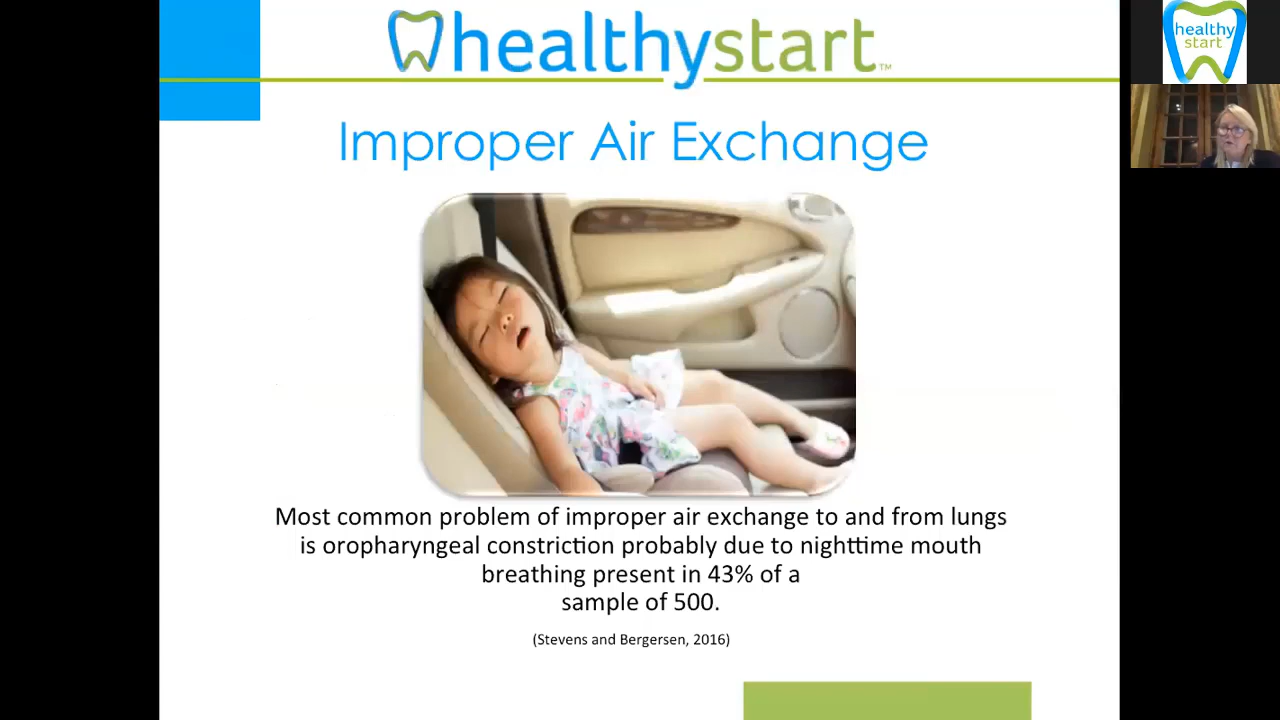 healthystart™
Improper Air Exchange
Most common problem of improper air exchange to and from lungs
is oropharyngeal constriction probably due to nighttime mouth
breathing present in 43% of a
sample of 500.
(Stevens and Bergersen, 2016)
healthy
start